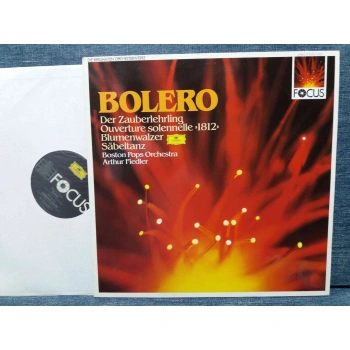 FOCUS
BOLERO
Der Zauberlehrling
Ouverture solennelle »1812«
Blumenwalzer
Säbeltanz
Boston Pops Orchestra
Arthur Fiedler
FOCUS